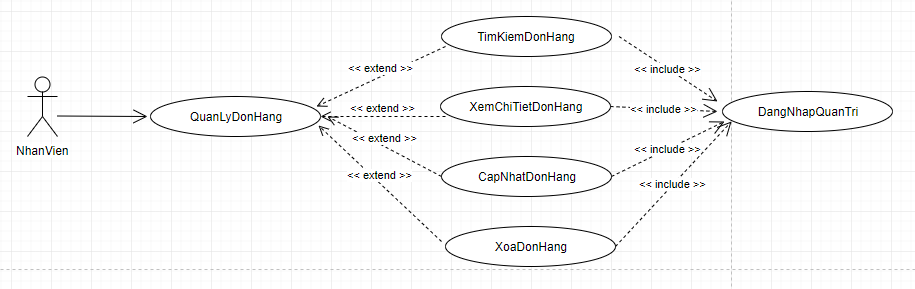 TimKiemDonHang
<< extend >>
<< include >>
XemChiTietDonHang
<< extend >>
<< include >>
DangNhapQuanTri
QuanLyDonHang
<< extend >>
<< include >>
NhanVien
CapNhatDonHang
<< extend >>
<< include >>
XoaDonHang